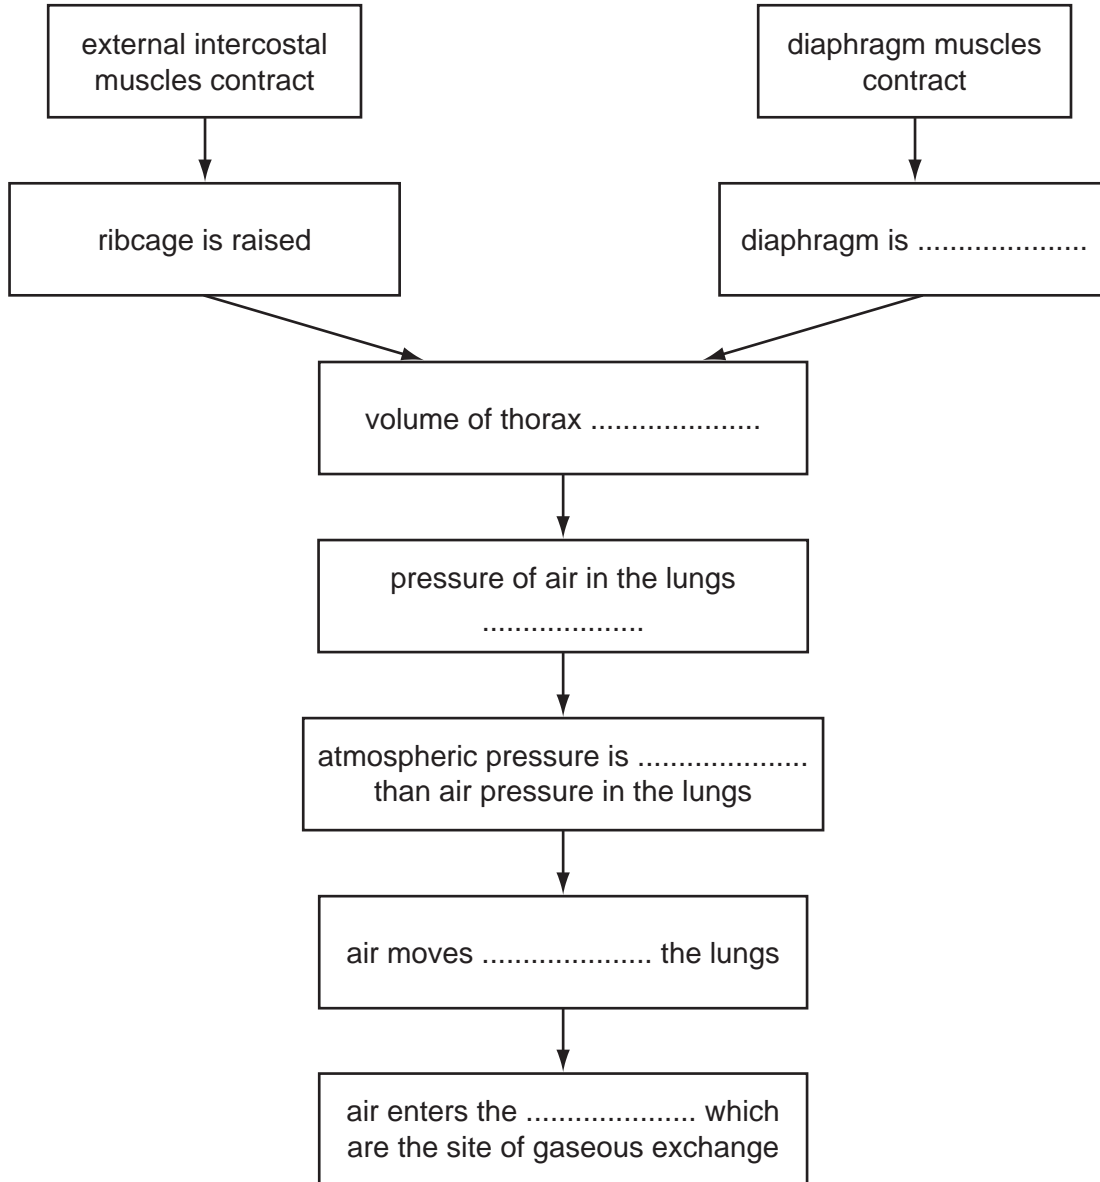 external intercostal
muscles contract
diaphragm muscles
contract
ribcage is raised
diaphragm is .....................
volume of thorax .....................
pressure of air in the lungs
....................
atmospheric pressure is .....................
than air pressure in the lungs
air moves ..................... the lungs
air enters the ..................... which
are the site of gaseous exchange